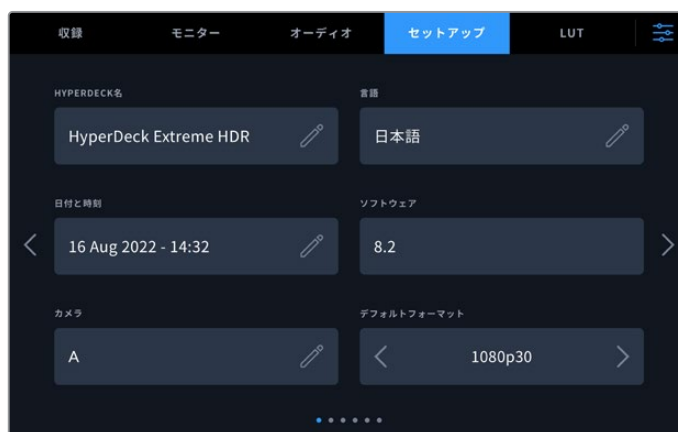 収録 モニター オーディオ セットアップ LUT
HYPERDECK名 言語
HyperDeck Extreme HDR 日本語
日付と時刻 ソフトウェア
16 Aug 2022 - 14:32 8.2
カメラ デフォルトフォーマット
A 1080p30